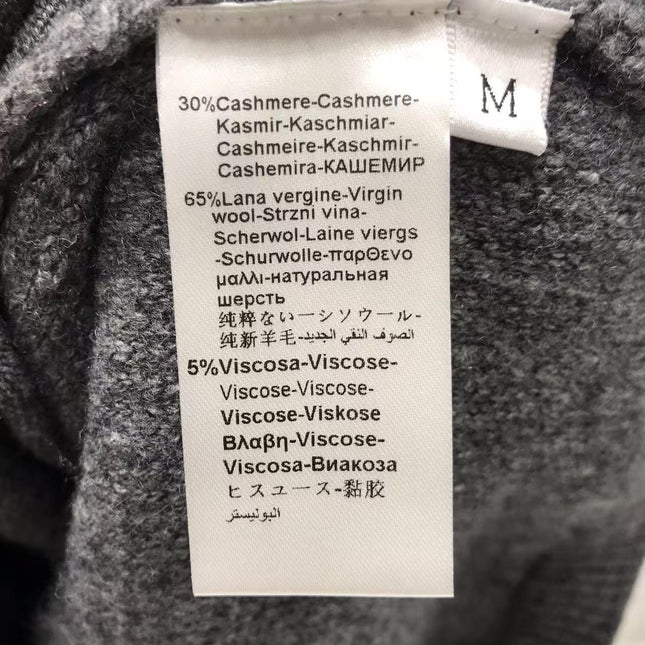 M
30%Cashmere-Cashmere-
Kasmir-Kaschmiar-
Cashmeire-Kaschmir-
Cashemira-КАШЕМИР
65%Lana vergine-Virgin
wool-Strzni vina-
Scherwol-Laine viergs
-Schurwolle-παρΘενο
μαλλι-натуральная
шерсть
纯粹ない一シソウール-
纯新羊毛-انصوف النقي الجديد
5%Viscosa-Viscose-
Viscose-Viscose-
Viscose-Viskose
Βλαβη-Viscose-
Viscosa-Виакоза
ヒスユース-黏胶
البوليستر